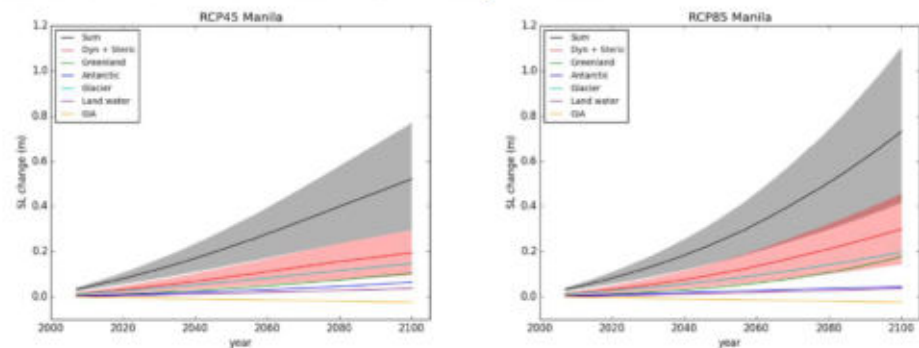 RCP45 Manila
1.2
1.0
0.8
0.6
0.4
0.2
0.0
SL change (m)
Sum
Dyn + Steric
Greenland
Antarctic
Glacier
Land water
GIA
2000
2020
2040
2060
2080
2100
year
RCP85 Manila
1.2
1.0
0.8
0.6
0.4
0.2
0.0
SL change (m)
Sum
Dyn + Steric
Greenland
Antarctic
Glacier
Land water
GIA
2000
2020
2040
2060
2080
2100
year